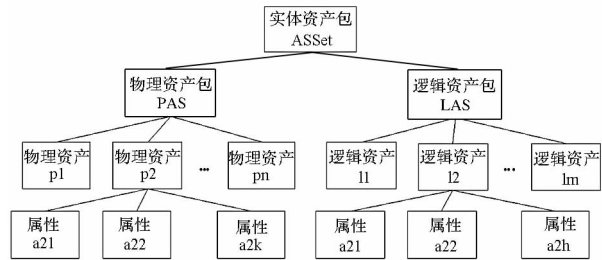 实体资产包
ASSet
物理资产包
PAS
逻辑资产包
LAS
物理资产
p1
物理资产
p2
...
物理资产
pn
逻辑资产
l1
逻辑资产
l2
...
逻辑资产
lm
属性
a21
属性
a22
属性
a2k
属性
a21
属性
a22
属性
a2h